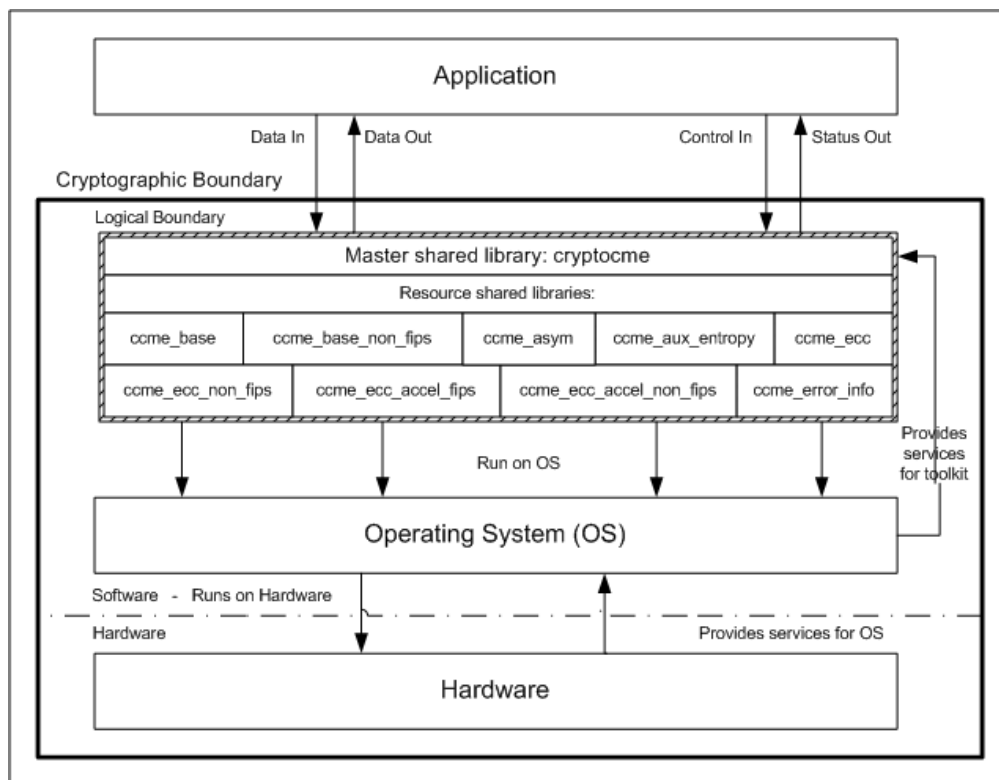 Application
Data In
Data Out
Control In
Status Out
Cryptographic Boundary
Logical Boundary
Master shared library: cryptocme
Resource shared libraries:
ccme_base
ccme_base_non_fips
ccme_asym
ccme_aux_entropy
ccme_ecc
ccme_ecc_non_fips
ccme_ecc_accel_fips
ccme_ecc_accel_non_fips
ccme_error_info
Run on OS
Provides
services
for toolkit
Operating System (OS)
Software - Runs on Hardware
Hardware
Provides services for OS
Hardware